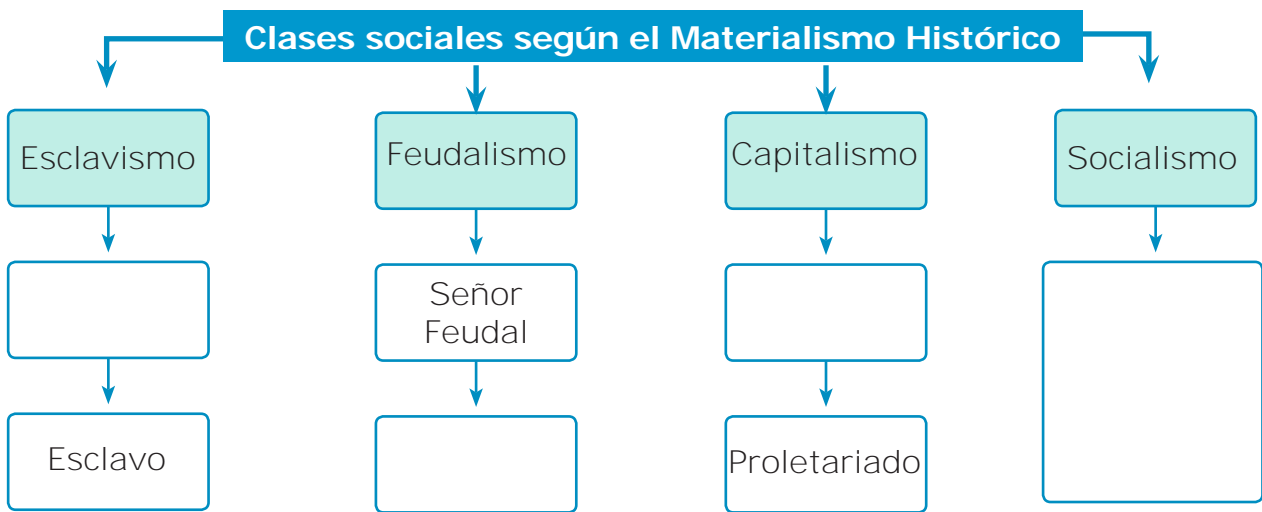 Clases sociales según el Materialismo Histórico
Esclavismo
Feudalismo
Capitalismo
Socialismo
Señor
Feudal
Esclavo
Proletariado